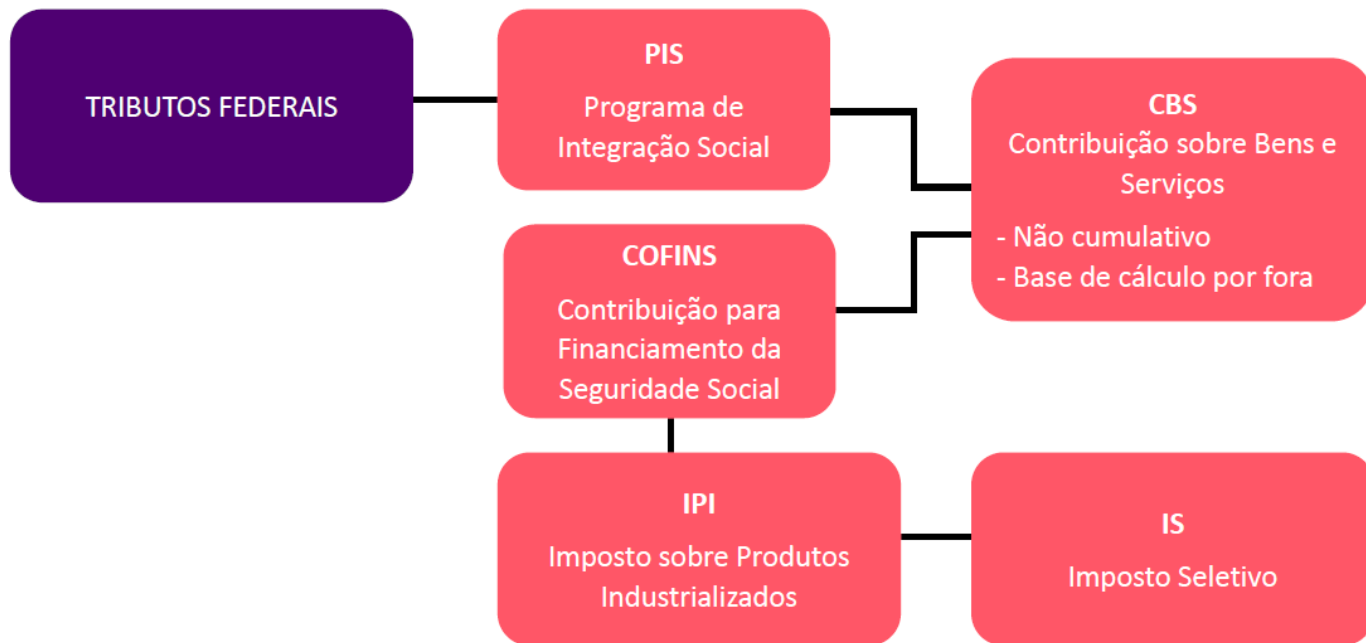 TRIBUTOS FEDERAIS
PIS
Programa de
Integração Social
CBS
Contribuição sobre Bens e
Serviços
- Não cumulativo
- Base de cálculo por fora
COFINS
Contribuição para
Financiamento da
Seguridade Social
IPI
Imposto sobre Produtos
Industrializados
IS
Imposto Seletivo